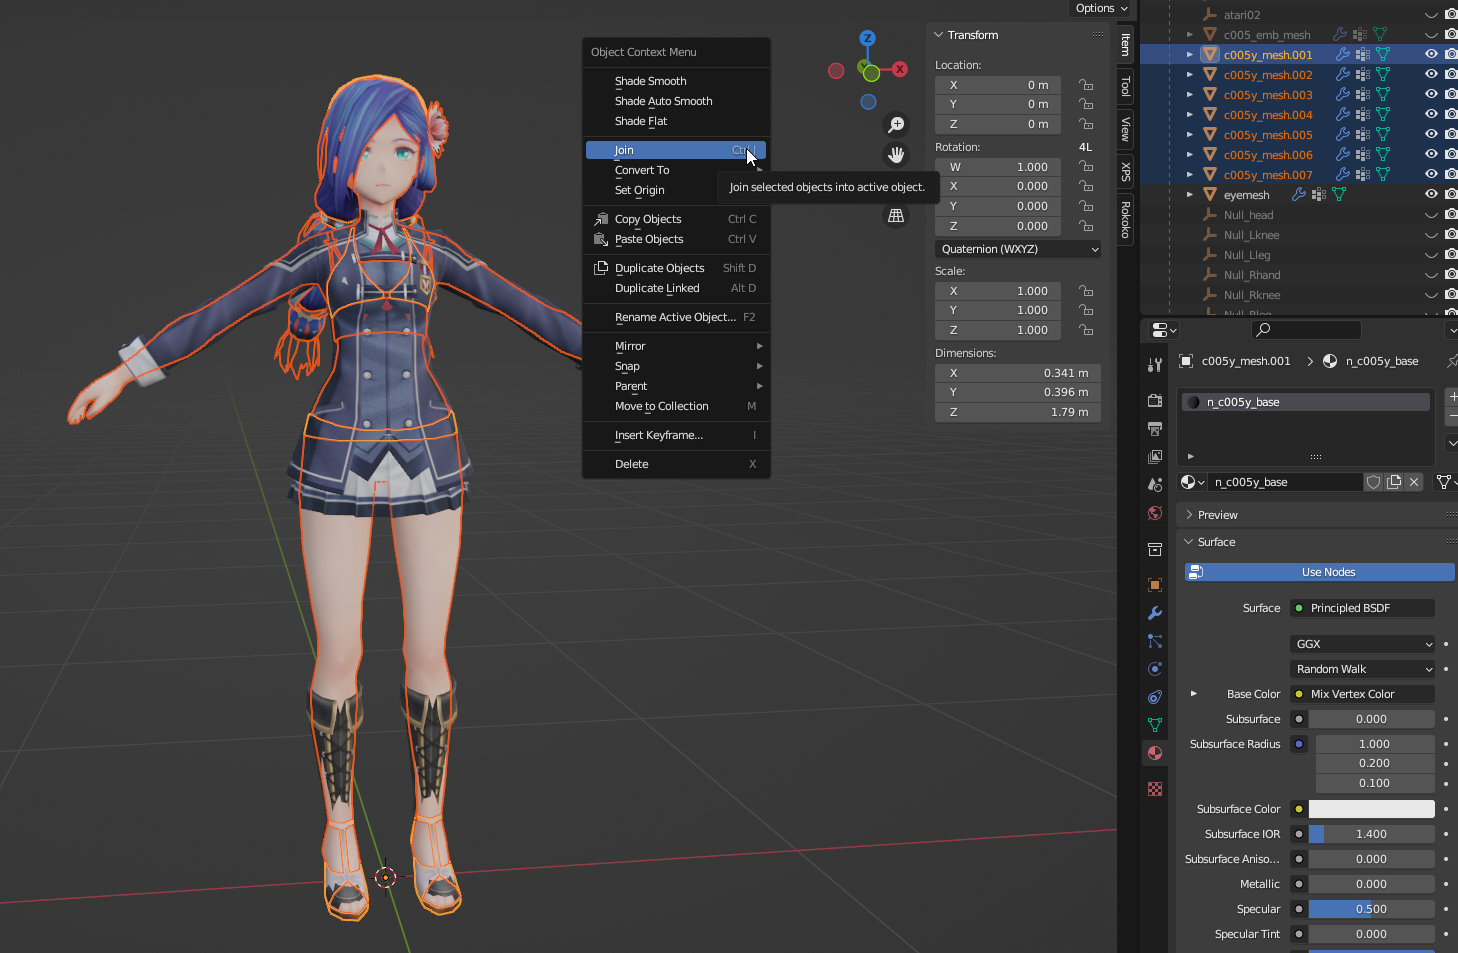 Options
Object Context Menu
Shade Smooth
Shade Auto Smooth
Shade Flat
Join
Convert To
Set Origin
Copy Objects Ctrl C
Paste Objects Ctrl V
Duplicate Objects Shift D
Duplicate Linked Alt D
Rename Active Object... F2
Mirror
Snap
Parent
Move to Collection M
Insert Keyframe... I
Delete X
Join selected objects into active object.
Z
Y
X
Transform
Location:
X 0 m
Y 0 m
Z 0 m
Rotation: 4L
W 1.000
X 0.000
Y 0.000
Z 0.000
Quaternion (WXYZ)
Scale:
X 1.000
Y 1.000
Z 1.000
Dimensions:
X 0.341 m
Y 0.396 m
Z 1.79 m
Item
Tool
View
XPS
Rokoko
atari02
c005_emb_mesh
c005y_mesh.001
c005y_mesh.002
c005y_mesh.003
c005y_mesh.004
c005y_mesh.005
c005y_mesh.006
c005y_mesh.007
eyemesh
Null_head
Null_Lknee
Null_Lleg
Null_Rhand
Null_Rknee
c005y_mesh.001 > n_c005y_base
n_c005y_base
n_c005y_base
Preview
Surface
Use Nodes
Surface Principled BSDF
GGX
Random Walk
Base Color Mix Vertex Color
Subsurface 0.000
Subsurface Radius 1.000
0.200
0.100
Subsurface Color
Subsurface IOR 1.400
Subsurface Aniso... 0.000
Metallic 0.000
Specular 0.500
Specular Tint 0.000